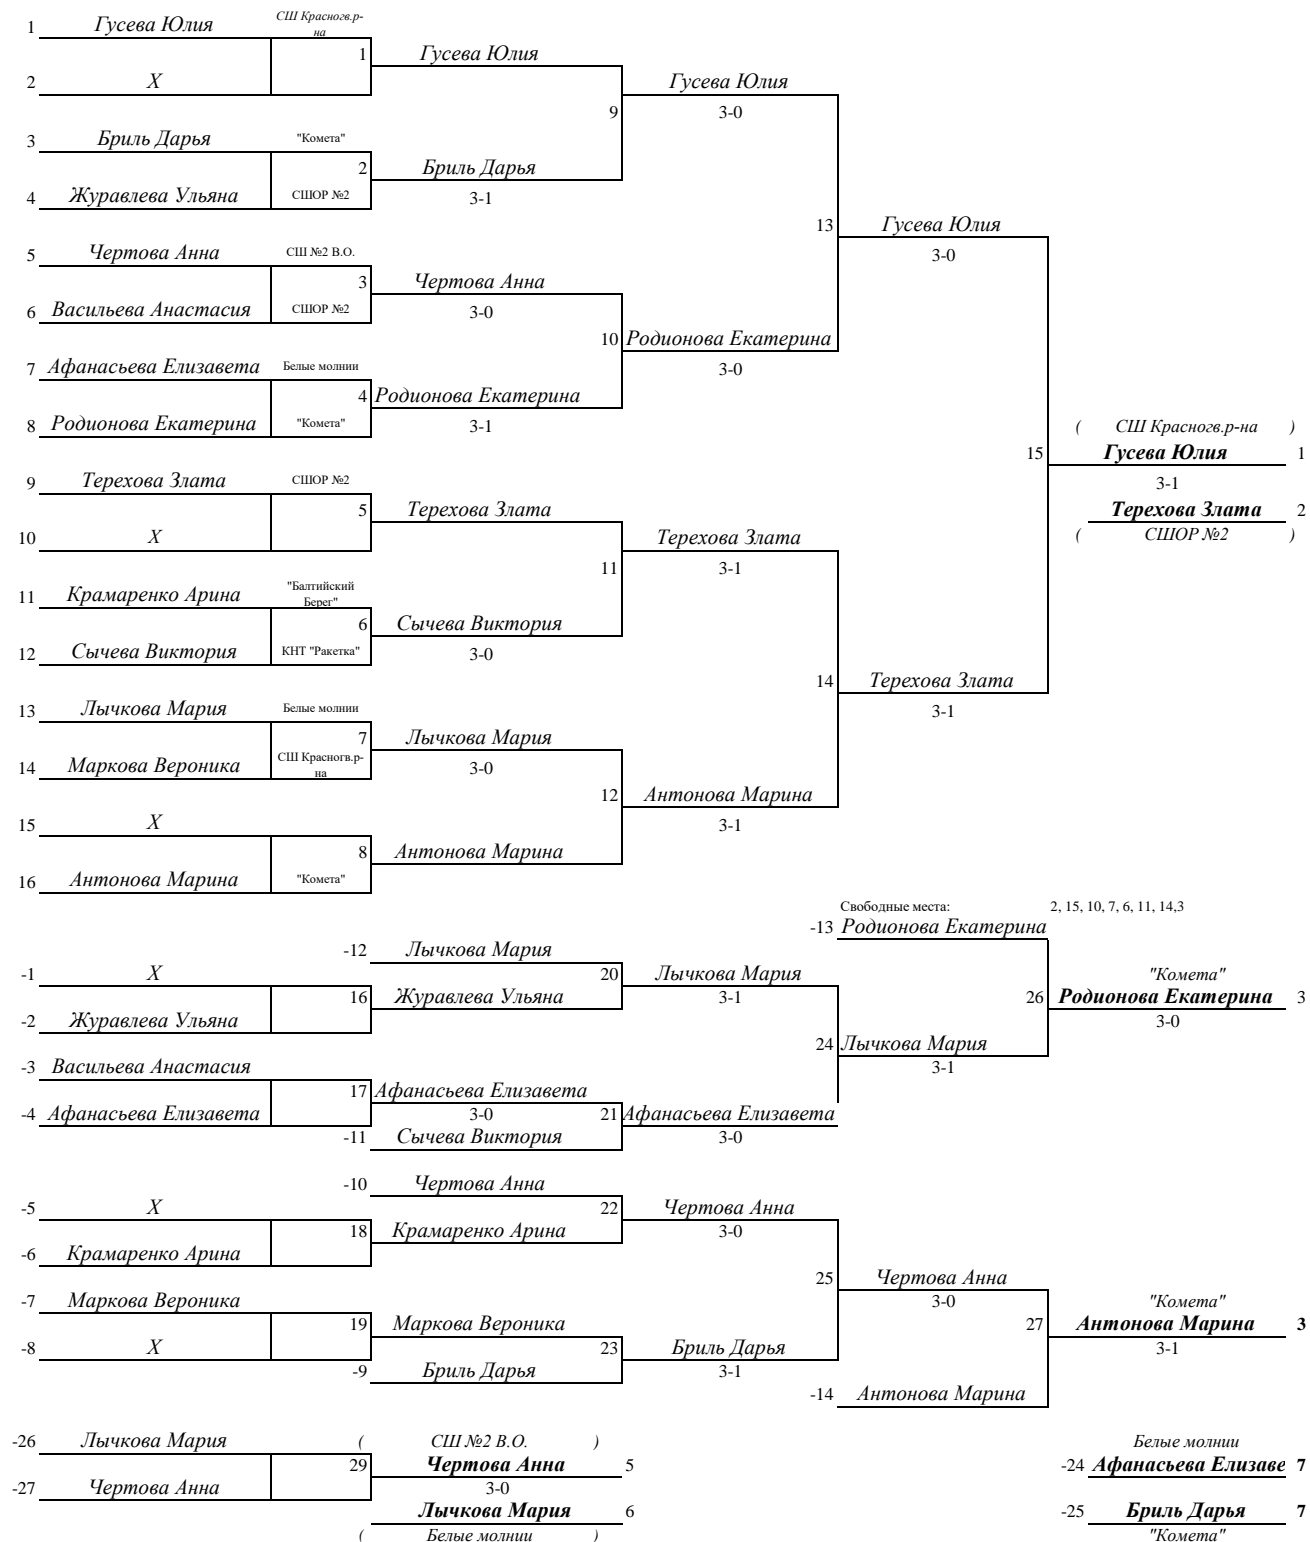 1 Гусева Юлия СШ Красногв.р-
на
1 Гусева Юлия
2 X
Гусева Юлия
9 3-0
3 Бриль Дарья "Комета"
2 Бриль Дарья
4 Журавлева Ульяна СШОР №2
3-1
13 Гусева Юлия
3-0
5 Чертова Анна СШ №2 В.О.
3 Чертова Анна
6 Васильева Анастасия СШОР №2
3-0
10 Родионова Екатерина
3-0
7 Афанасьева Елизавета Белые молнии
4 Родионова Екатерина
8 Родионова Екатерина "Комета"
3-1
( СШ Красногв.р-на )
15 Гусева Юлия 1
3-1
Терехова Злата 2
( СШОР №2 )
9 Терехова Злата СШОР №2
5 Терехова Злата
10 X
Терехова Злата
11 3-1
11 Крамаренко Арина "Балтийский
Берег"
6 Сычева Виктория
12 Сычева Виктория КНТ "Ракетка"
3-0
14 Терехова Злата
3-1
13 Лычкова Мария Белые молнии
7 Лычкова Мария
14 Маркова Вероника СШ Красногв.р-
на
3-0
12 Антонова Марина
3-1
15 X
8 Антонова Марина
16 Антонова Марина "Комета"
Свободные места: 2, 15, 10, 7, 6, 11, 14,3
-13 Родионова Екатерина
-12 Лычкова Мария
-1 X
20 Лычкова Мария
3-1
16 Журавлева Ульяна
-2 Журавлева Ульяна
"Комета"
26 Родионова Екатерина 3
3-0
24 Лычкова Мария
3-1
-3 Васильева Анастасия
17 Афанасьева Елизавета
3-0
-4 Афанасьева Елизавета
21 Афанасьева Елизавета
3-0
-11 Сычева Виктория
-10 Чертова Анна
-5 X
22 Чертова Анна
3-0
18 Крамаренко Арина
-6 Крамаренко Арина
25 Чертова Анна
3-0
-7 Маркова Вероника
19 Маркова Вероника
-8 X
23 Бриль Дарья
3-1
-9 Бриль Дарья
"Комета"
27 Антонова Марина 3
3-1
-14 Антонова Марина
-26 Лычкова Мария
( СШ №2 В.О. )
29 Чертова Анна 5
3-0
-27 Чертова Анна
Лычкова Мария 6
( Белые молнии )
Белые молнии
-24 Афанасьева Елизаве 7
-25 Бриль Дарья 7
"Комета"